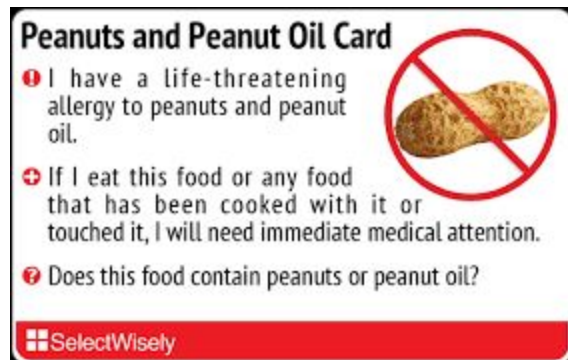 Peanuts and Peanut Oil Card
I have a life-threatening
allergy to peanuts and peanut
oil.
If I eat this food or any food
that has been cooked with it or
touched it, I will need immediate medical attention.
Does this food contain peanuts or peanut oil?
SelectWisely